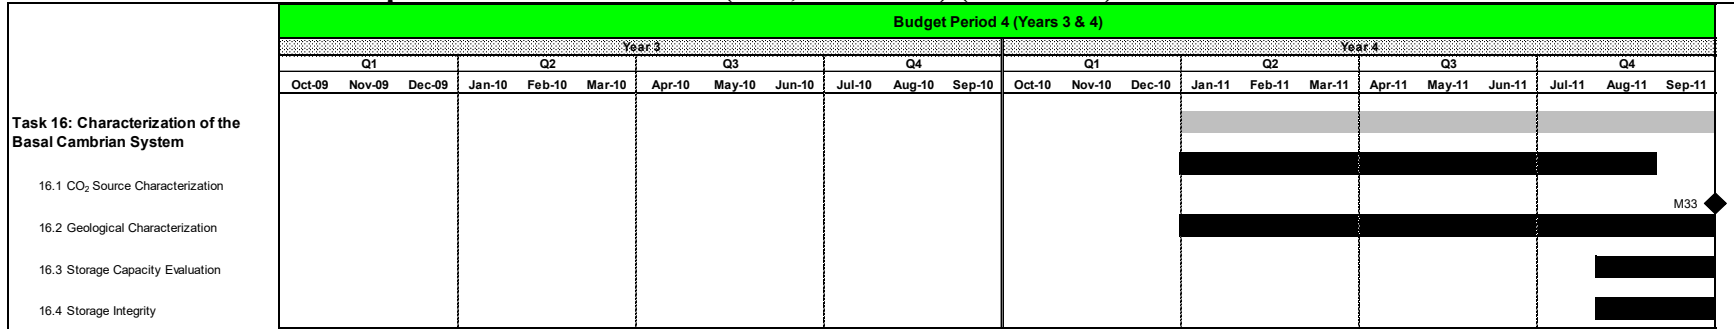 Budget Period 4 (Years 3 & 4)
Year 3 Year 4
Q1 Q2 Q3 Q4 Q1 Q2 Q3 Q4
Oct-09 Nov-09 Dec-09 Jan-10 Feb-10 Mar-10 Apr-10 May-10 Jun-10 Jul-10 Aug-10 Sep-10 Oct-10 Nov-10 Dec-10 Jan-11 Feb-11 Mar-11 Apr-11 May-11 Jun-11 Jul-11 Aug-11 Sep-11
Task 16: Characterization of the
Basal Cambrian System
16.1 CO₂ Source Characterization
M33
16.2 Geological Characterization
16.3 Storage Capacity Evaluation
16.4 Storage Integrity